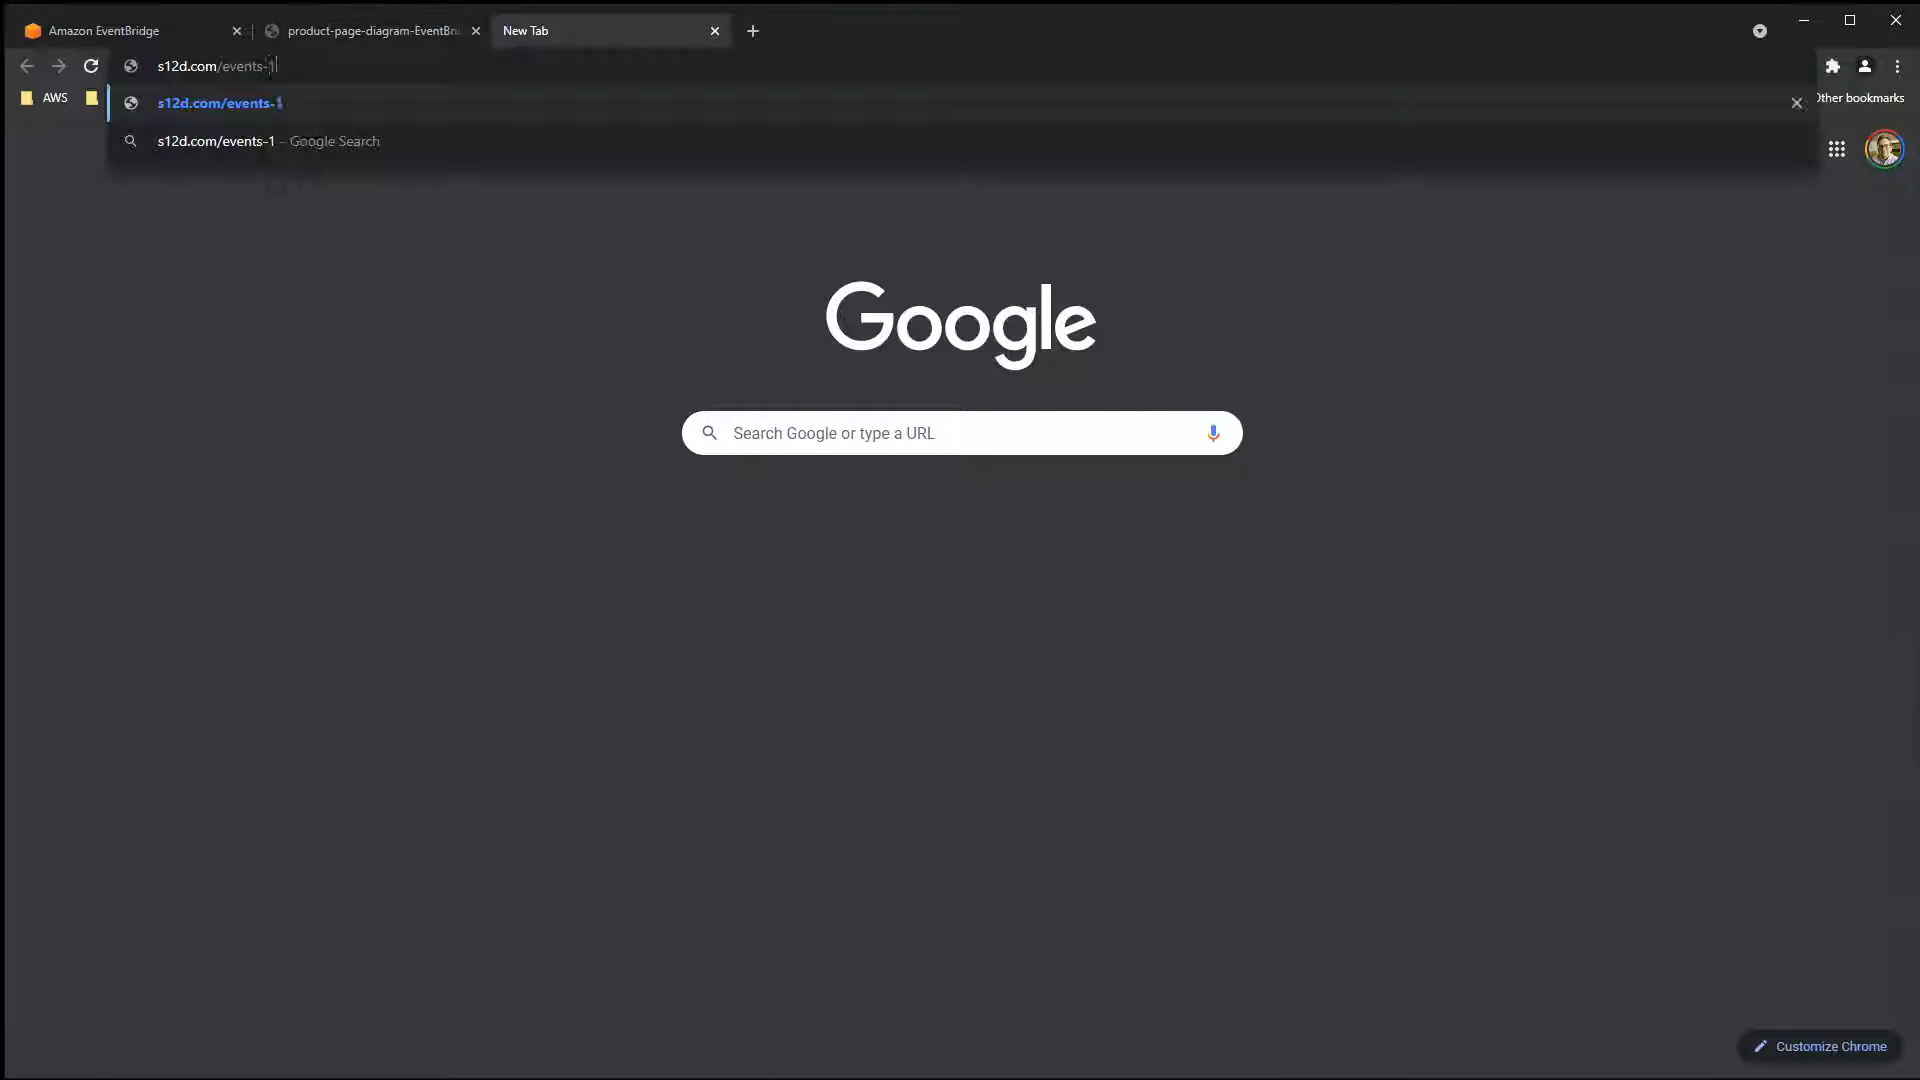 Amazon EventBridge
product-page-diagram-EventBri
New Tab
s12d.com/events-1
AWS
s12d.com/events-1
Other bookmarks
s12d.com/events-1 - Google Search
Google
Search Google or type a URL
Customize Chrome